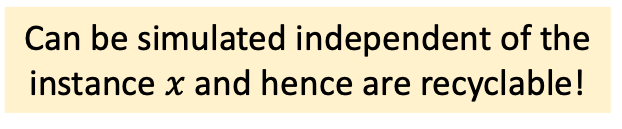 Can be simulated independent of the
instance x and hence are recyclable!